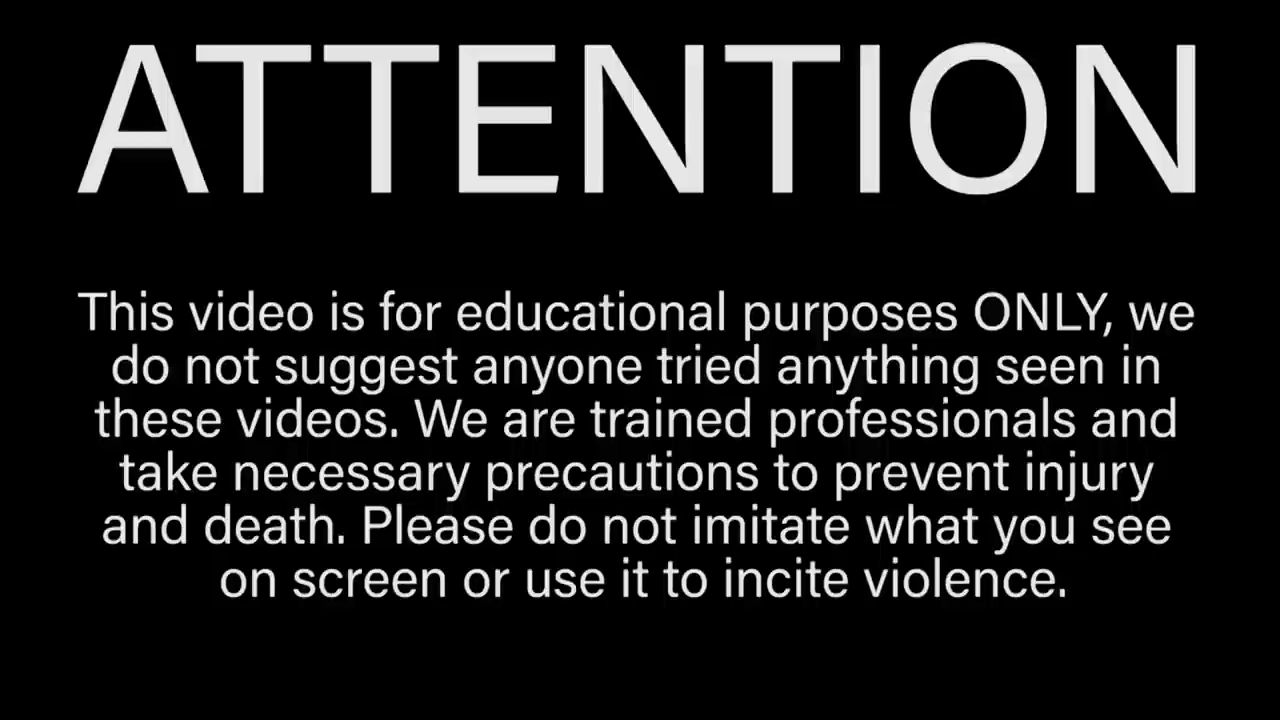 ATTENTION
This video is for educational purposes ONLY, we
do not suggest anyone tried anything seen in
these videos. We are trained professionals and
take necessary precautions to prevent injury
and death. Please do not imitate what you see
on screen or use it to incite violence.